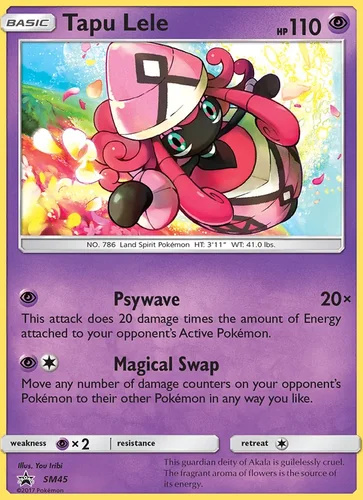 BASIC Tapu Lele HP 110
NO. 786 Land Spirit Pokémon HT: 3'11" WT: 41.0 lbs.
Psywave 20×
This attack does 20 damage times the amount of Energy
attached to your opponent's Active Pokémon.
Magical Swap
Move any number of damage counters on your opponent's
Pokémon to their other Pokémon in any way you like.
weakness × 2 resistance retreat
Illus. You Iribi
This guardian deity of Akala is guilelessly cruel.
The fragrant aroma of flowers is the source of
its energy.
SM45
©2017 Pokémon